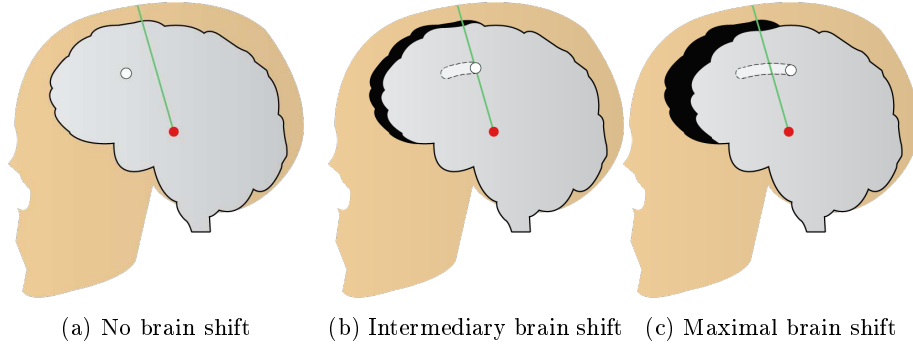 (a) No brain shift
(b) Intermediary brain shift
(c) Maximal brain shift